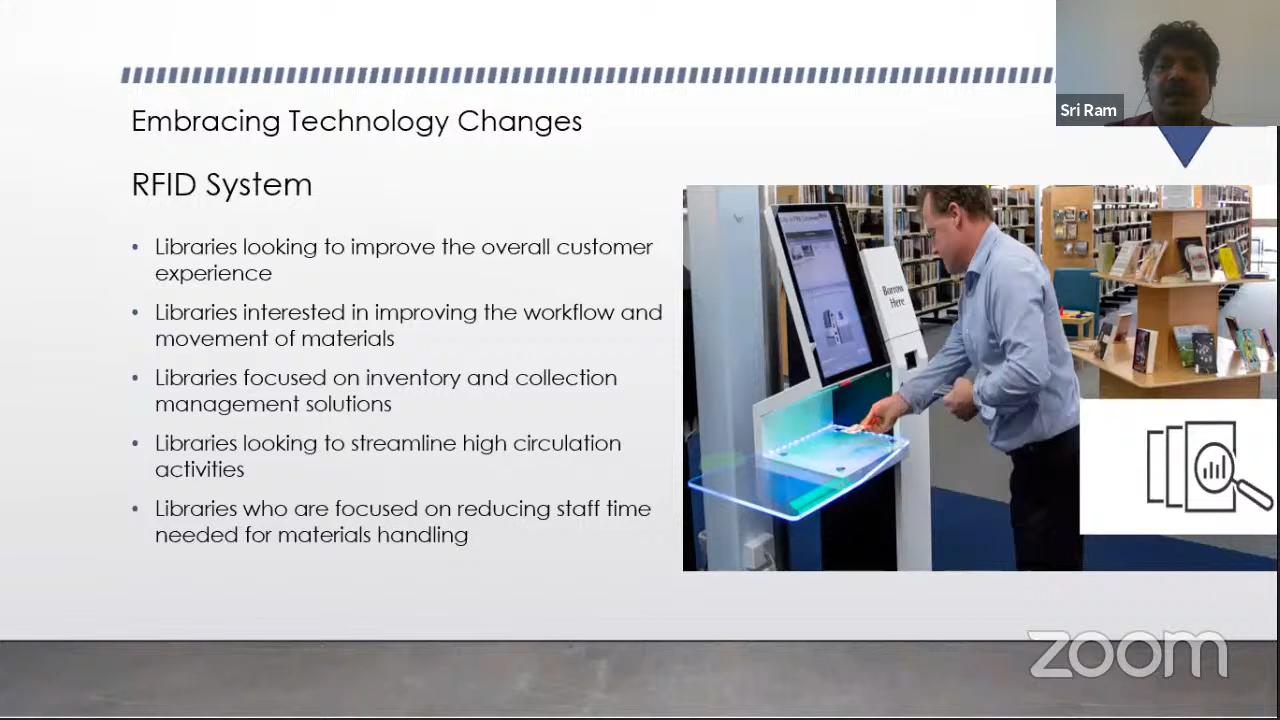 Sri Ram
Embracing Technology Changes
RFID System
• Libraries looking to improve the overall customer
experience
• Libraries interested in improving the workflow and
movement of materials
• Libraries focused on inventory and collection
management solutions
• Libraries looking to streamline high circulation
activities
• Libraries who are focused on reducing staff time
needed for materials handling
Borrow
Here
zoom